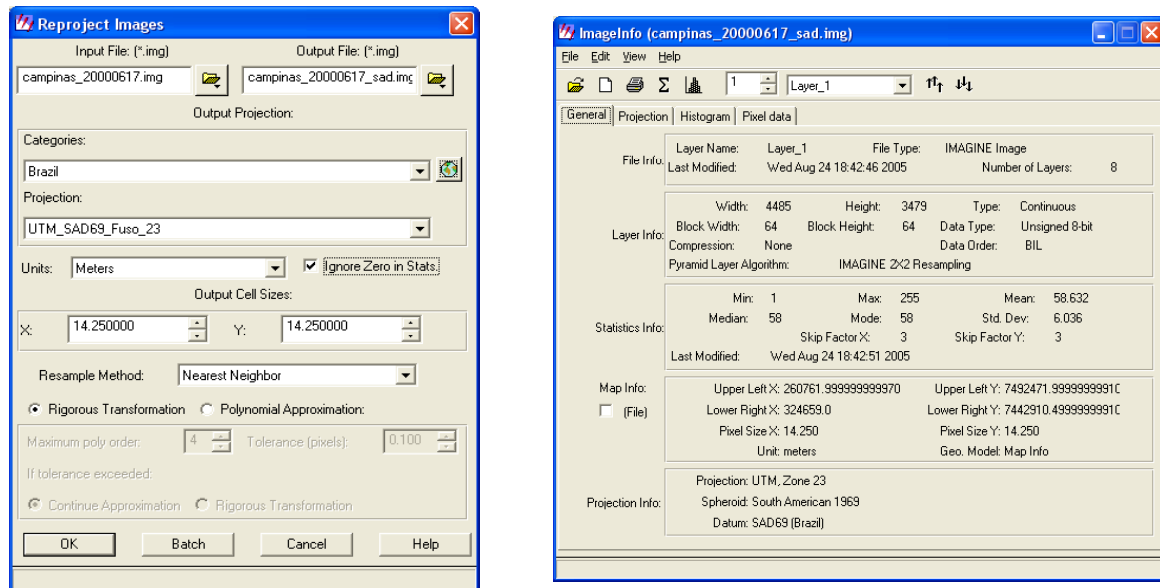 Reproject Images
Input File: (*.img) Output File: (*.img)
campinas_20000617.img campinas_20000617_sad.img
Output Projection:
Categories:
Brazil
Projection:
UTM_SAD69_Fuso_23
Units: Meters Ignore Zero in Stats.
Output Cell Sizes:
X: 14.250000 Y: 14.250000
Resample Method: Nearest Neighbor
Rigorous Transformation Polynomial Approximation:
Maximum poly order: 4 Tolerance (pixels): 0.100
If tolerance exceeded:
Continue Approximation Rigorous Transformation
OK Batch Cancel Help
ImageInfo (campinas_20000617_sad.img)
File Edit View Help
Σ 1 Layer_1
General Projection Histogram Pixel data
File Info: Layer Name: Layer_1 File Type: IMAGINE Image
Last Modified: Wed Aug 24 18:42:46 2005 Number of Layers: 8
Layer Info: Width: 4485 Height: 3479 Type: Continuous
Block Width: 64 Block Height: 64 Data Type: Unsigned 8-bit
Compression: None Data Order: BIL
Pyramid Layer Algorithm: IMAGINE 2X2 Resampling
Statistics Info: Min: 1 Max: 255 Mean: 58.632
Median: 58 Mode: 58 Std. Dev: 6.036
Skip Factor X: 3 Skip Factor Y: 3
Last Modified: Wed Aug 24 18:42:51 2005
Map Info: Upper Left X: 260761.999999999970 Upper Left Y: 7492471.9999999991
(File) Lower Right X: 324659.0 Lower Right Y: 7442910.4999999991
Pixel Size X: 14.250 Pixel Size Y: 14.250
Unit: meters Geo. Model: Map Info
Projection Info: Projection: UTM, Zone 23
Spheroid: South American 1969
Datum: SAD69 (Brazil)